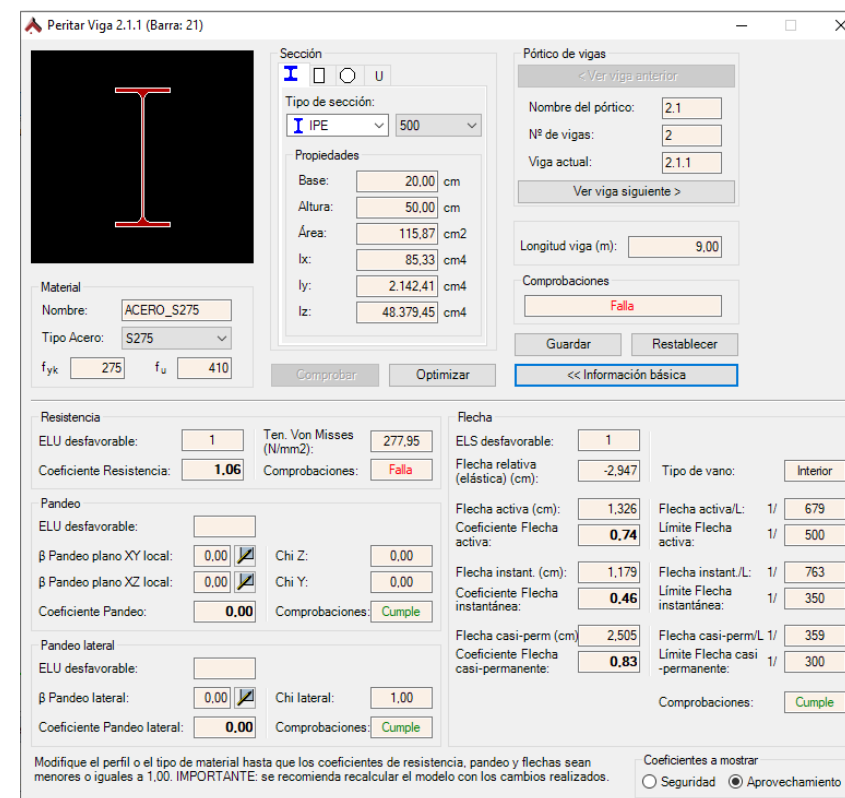 Peritar Viga 2.1.1 (Barra: 21)
Sección
U
Tipo de sección:
IPE 500
Propiedades
Base: 20,00 cm
Altura: 50,00 cm
Área: 115,87 cm2
Ix: 85,33 cm4
Iy: 2.142,41 cm4
Iz: 48.379,45 cm4
Pórtico de vigas
< Ver viga anterior
Nombre del pórtico: 2.1
Nº de vigas: 2
Viga actual: 2.1.1
Ver viga siguiente >
Longitud viga (m): 9,00
Comprobaciones
Falla
Material
Nombre: ACERO_S275
Tipo Acero: S275
fyk 275 fu 410
Comprobar Optimizar
Guardar Restablecer
<< Información básica
Resistencia
ELU desfavorable: 1 Ten. Von Misses (N/mm2): 277,95
Coeficiente Resistencia: 1,06 Comprobaciones: Falla
Pandeo
ELU desfavorable:
β Pandeo plano XY local: 0,00 Chi Z: 0,00
β Pandeo plano XZ local: 0,00 Chi Y: 0,00
Coeficiente Pandeo: 0,00 Comprobaciones: Cumple
Pandeo lateral
ELU desfavorable:
β Pandeo lateral: 0,00 Chi lateral: 1,00
Coeficiente Pandeo lateral: 0,00 Comprobaciones: Cumple
Flecha
ELS desfavorable: 1
Flecha relativa (elástica) (cm): -2,947 Tipo de vano: Interior
Flecha activa (cm): 1,326 Flecha activa/L: 1/ 679
Coeficiente Flecha activa: 0,74 Límite Flecha activa: 1/ 500
Flecha instant. (cm): 1,179 Flecha instant./L: 1/ 763
Coeficiente Flecha instantánea: 0,46 Límite Flecha instantánea: 1/ 350
Flecha casi-perm (cm) 2,505 Flecha casi-perm/L 1/ 359
Coeficiente Flecha casi-permanente: 0,83 Límite Flecha casi -permanente: 1/ 300
Comprobaciones: Cumple
Modifique el perfil o el tipo de material hasta que los coeficientes de resistencia, pandeo y flechas sean
menores o iguales a 1,00. IMPORTANTE: se recomienda recalcular el modelo con los cambios realizados.
Coeficientes a mostrar
Seguridad Aprovechamiento